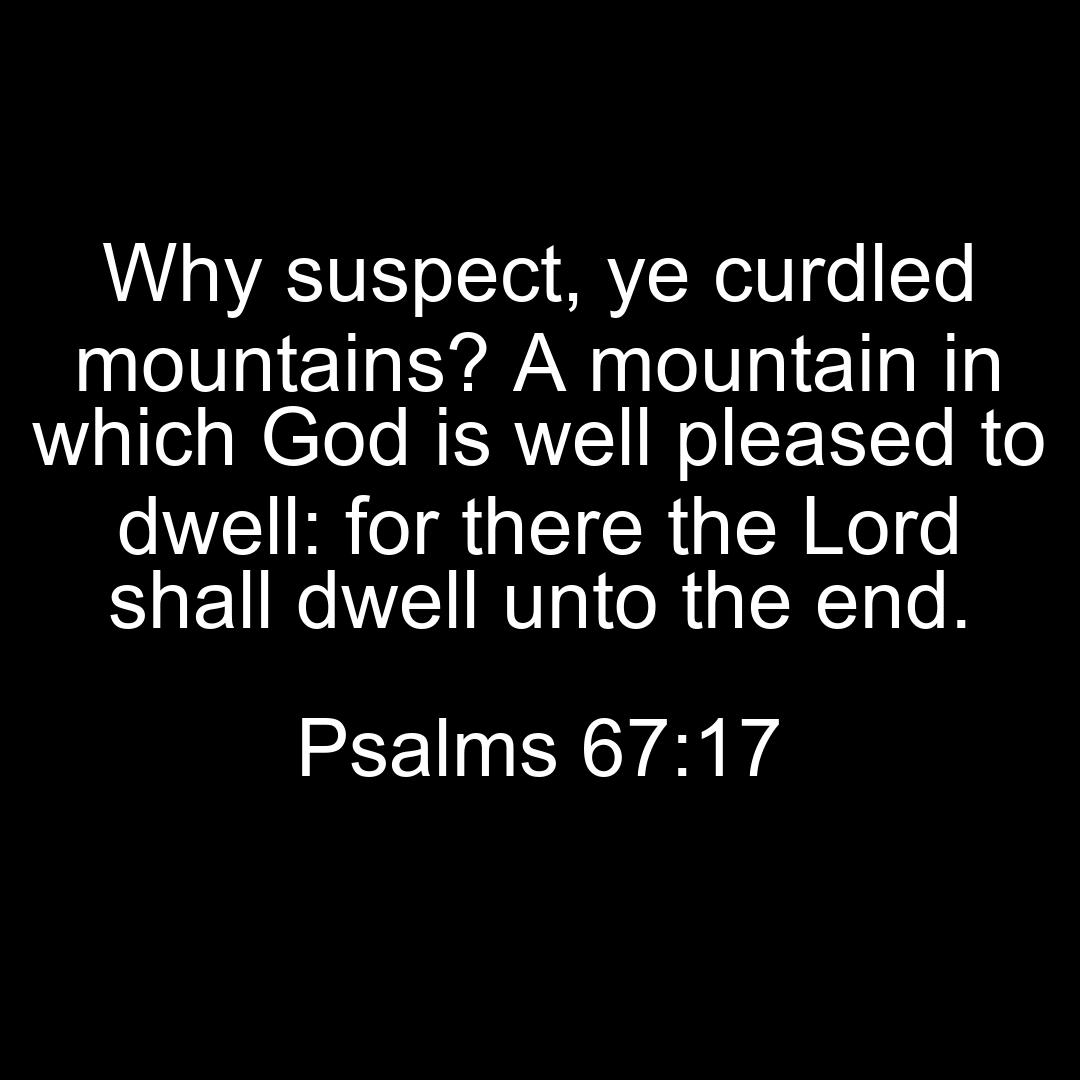 Why suspect, ye curdled
mountains? A mountain in
which God is well pleased to
dwell: for there the Lord
shall dwell unto the end.
Psalms 67:17